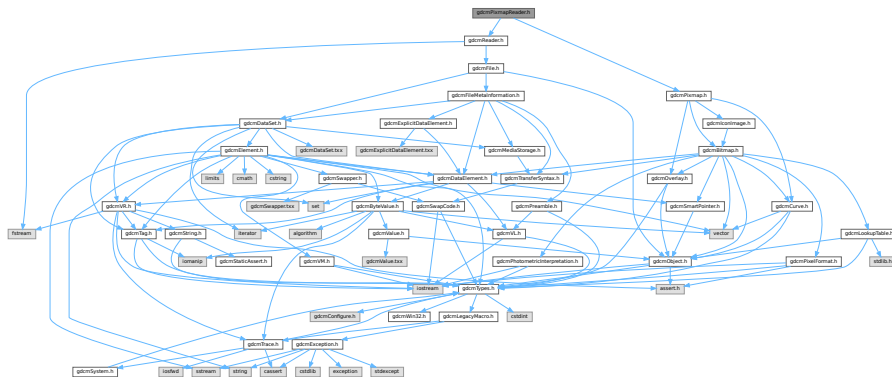 gdcmPixmapReader.h
gdcmReader.h
gdcmFile.h
gdcmFileMetaInformation.h
gdcmPixmap.h
gdcmDataSet.h
gdcmExplicitDataElement.h
gdcmIconImage.h
gdcmElement.h
gdcmDataSet.txx
gdcmExplicitDataElement.txx
gdcmMediaStorage.h
gdcmBitmap.h
limits
cmath
cstring
gdcmSwapper.h
gdcmDataElement.h
gdcmTransferSyntax.h
gdcmOverlay.h
gdcmVR.h
gdcmSwapper.txx
set
gdcmByteValue.h
gdcmSwapCode.h
gdcmPreamble.h
gdcmSmartPointer.h
gdcmCurve.h
fstream
gdcmTag.h
gdcmString.h
iterator
algorithm
gdcmValue.h
gdcmVL.h
vector
gdcmLookupTable.h
iomanip
gdcmStaticAssert.h
gdcmVM.h
gdcmValue.txx
gdcmPhotometricInterpretation.h
gdcmObject.h
gdcmPixelFormat.h
stdlib.h
iostream
gdcmTypes.h
assert.h
gdcmConfigure.h
gdcmWin32.h
gdcmLegacyMacro.h
cstdint
gdcmTrace.h
gdcmException.h
gdcmSystem.h
iosfwd
sstream
string
cassert
cstdlib
exception
stdexcept